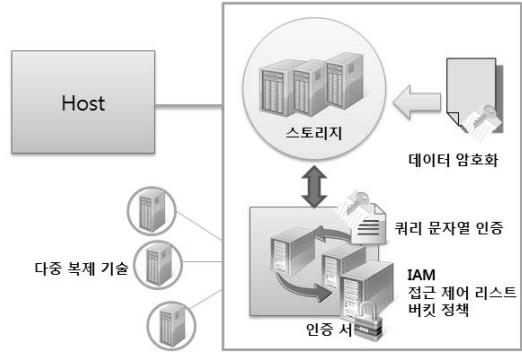 Host
스토리지
데이터 암호화
쿼리 문자열 인증
다중 복제 기술
IAM
접근 제어 리스트
버킷 정책
인증 서